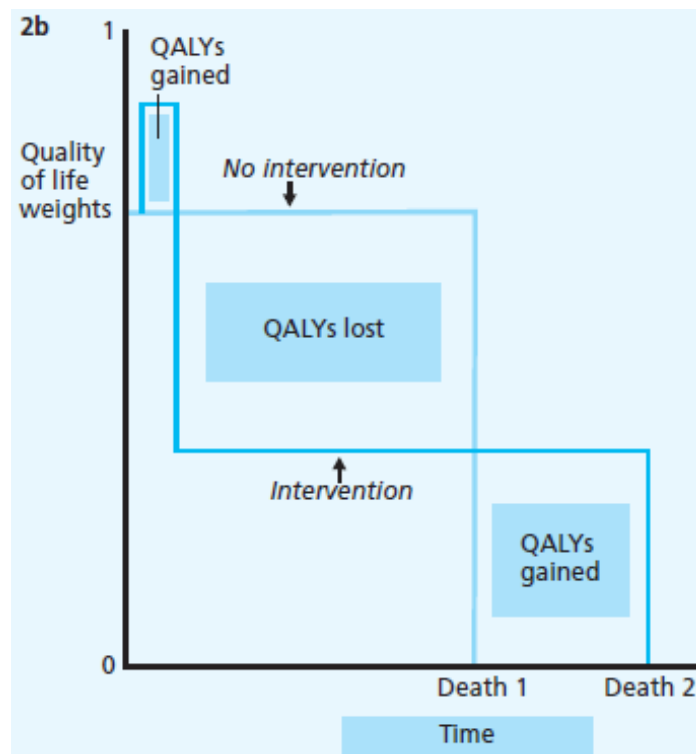 2b
1
QALYs
gained
Quality
of life
weights
No intervention
QALYs lost
Intervention
QALYs
gained
0
Death 1
Death 2
Time